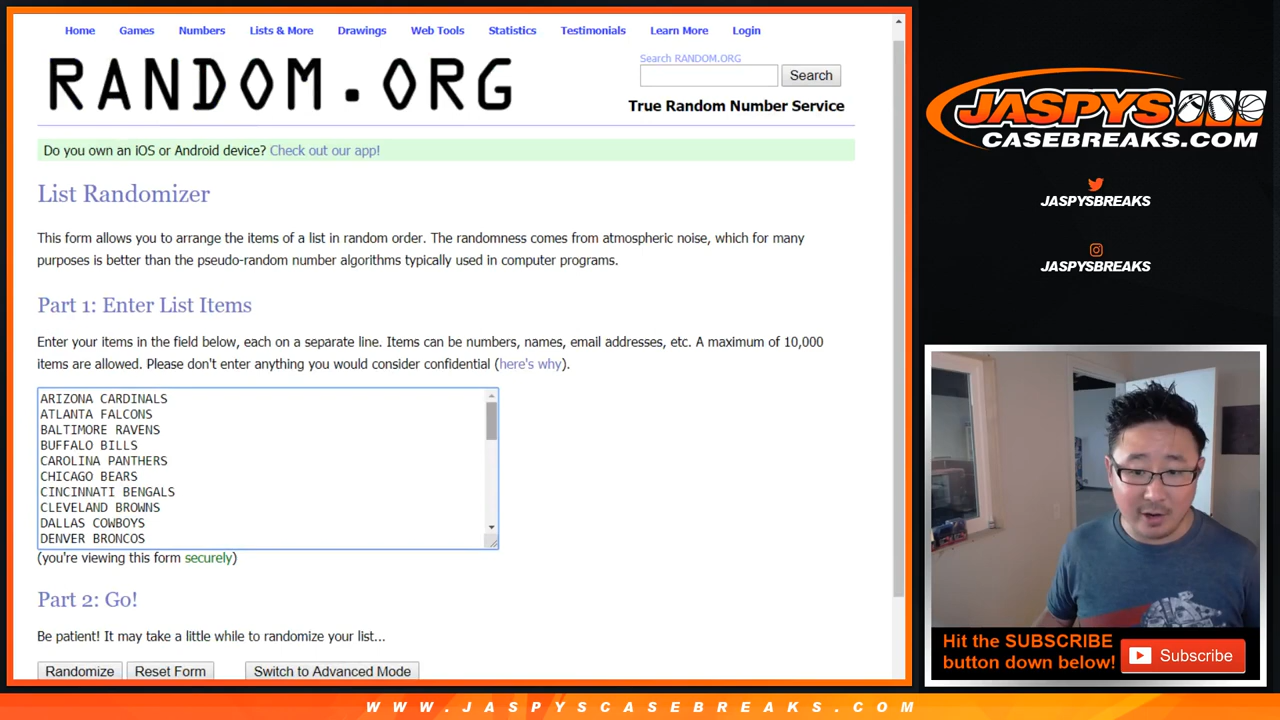 Home Games Numbers Lists & More Drawings Web Tools Statistics Testimonials Learn More Login
RANDOM.ORG
Search RANDOM.ORG
Search
True Random Number Service
Do you own an iOS or Android device? Check out our app!
List Randomizer
This form allows you to arrange the items of a list in random order. The randomness comes from atmospheric noise, which for many
purposes is better than the pseudo-random number algorithms typically used in computer programs.
Part 1: Enter List Items
Enter your items in the field below, each on a separate line. Items can be numbers, names, email addresses, etc. A maximum of 10,000
items are allowed. Please don't enter anything you would consider confidential (here's why).
ARIZONA CARDINALS
ATLANTA FALCONS
BALTIMORE RAVENS
BUFFALO BILLS
CAROLINA PANTHERS
CHICAGO BEARS
CINCINNATI BENGALS
CLEVELAND BROWNS
DALLAS COWBOYS
DENVER BRONCOS
(you're viewing this form securely)
Part 2: Go!
Be patient! It may take a little while to randomize your list...
Randomize Reset Form Switch to Advanced Mode
JASPYS
CASEBREAKS.COM
JASPYSBREAKS
JASPYSBREAKS
Hit the SUBSCRIBE
button down below!
Subscribe
WWW.JASPYSCASEBREAKS.COM